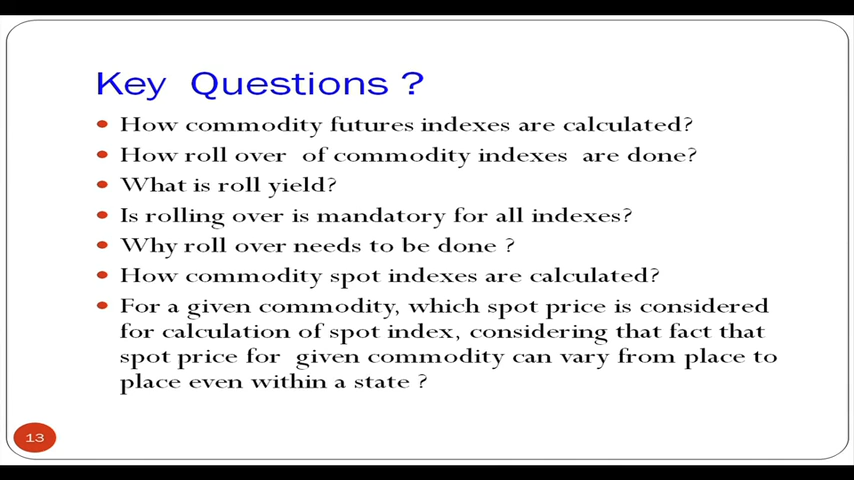 Key Questions ?
How commodity futures indexes are calculated?
How roll over of commodity indexes are done?
What is roll yield?
Is rolling over is mandatory for all indexes?
Why roll over needs to be done ?
How commodity spot indexes are calculated?
For a given commodity, which spot price is considered
for calculation of spot index, considering that fact that
spot price for given commodity can vary from place to
place even within a state ?
13